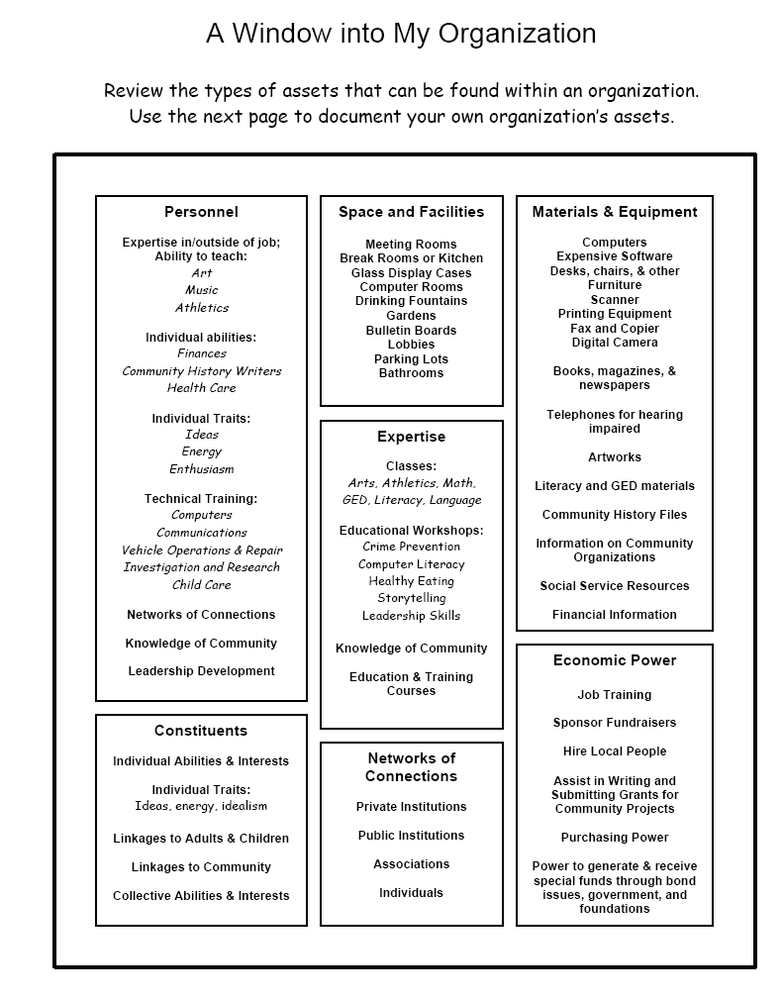 A Window into My Organization
Review the types of assets that can be found within an organization.
Use the next page to document your own organization's assets.
Personnel
Expertise in/outside of job;
Ability to teach:
Art
Music
Athletics
Individual abilities:
Finances
Community History Writers
Health Care
Individual Traits:
Ideas
Energy
Enthusiasm
Technical Training:
Computers
Communications
Vehicle Operations & Repair
Investigation and Research
Child Care
Networks of Connections
Knowledge of Community
Leadership Development
Constituents
Individual Abilities & Interests
Individual Traits:
Ideas, energy, idealism
Linkages to Adults & Children
Linkages to Community
Collective Abilities & Interests
Space and Facilities
Meeting Rooms
Break Rooms or Kitchen
Glass Display Cases
Computer Rooms
Drinking Fountains
Gardens
Bulletin Boards
Lobbies
Parking Lots
Bathrooms
Expertise
Classes:
Arts, Athletics, Math,
GED, Literacy, Language
Educational Workshops:
Crime Prevention
Computer Literacy
Healthy Eating
Storytelling
Leadership Skills
Knowledge of Community
Education & Training
Courses
Networks of
Connections
Private Institutions
Public Institutions
Associations
Individuals
Materials & Equipment
Computers
Expensive Software
Desks, chairs, & other
Furniture
Scanner
Printing Equipment
Fax and Copier
Digital Camera
Books, magazines, &
newspapers
Telephones for hearing
impaired
Artworks
Literacy and GED materials
Community History Files
Information on Community
Organizations
Social Service Resources
Financial Information
Economic Power
Job Training
Sponsor Fundraisers
Hire Local People
Assist in Writing and
Submitting Grants for
Community Projects
Purchasing Power
Power to generate & receive
special funds through bond
issues, government, and
foundations